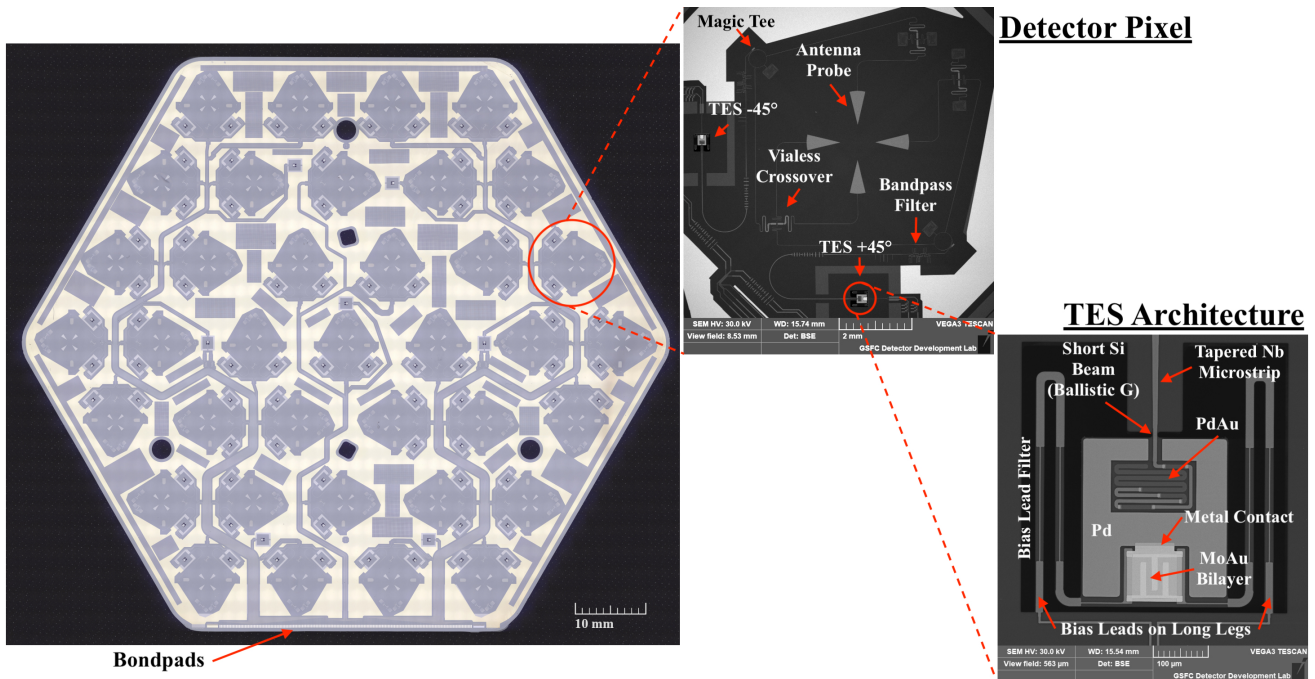 Detector Pixel
Magic Tee
Antenna
Probe
TES -45°
Vialess
Crossover
Bandpass
Filter
TES +45°
SEM HV: 30.0 kV
WD: 15.74 mm
VEGA3 TESCAN
View field: 8.53 mm
Det: BSE
2 mm
GSFC Detector Development Lab
TES Architecture
Short Si
Beam
(Ballistic G)
Tapered Nb
Microstrip
PdAu
Bias Lead Filter
Metal Contact
Pd
MoAu
Bilayer
Bias Leads on Long Legs
SEM HV: 30.0 kV
WD: 15.54 mm
VEGA3 TESCAN
View field: 563 µm
Det: BSE
100 µm
GSFC Detector Development Lab
10 mm
Bondpads